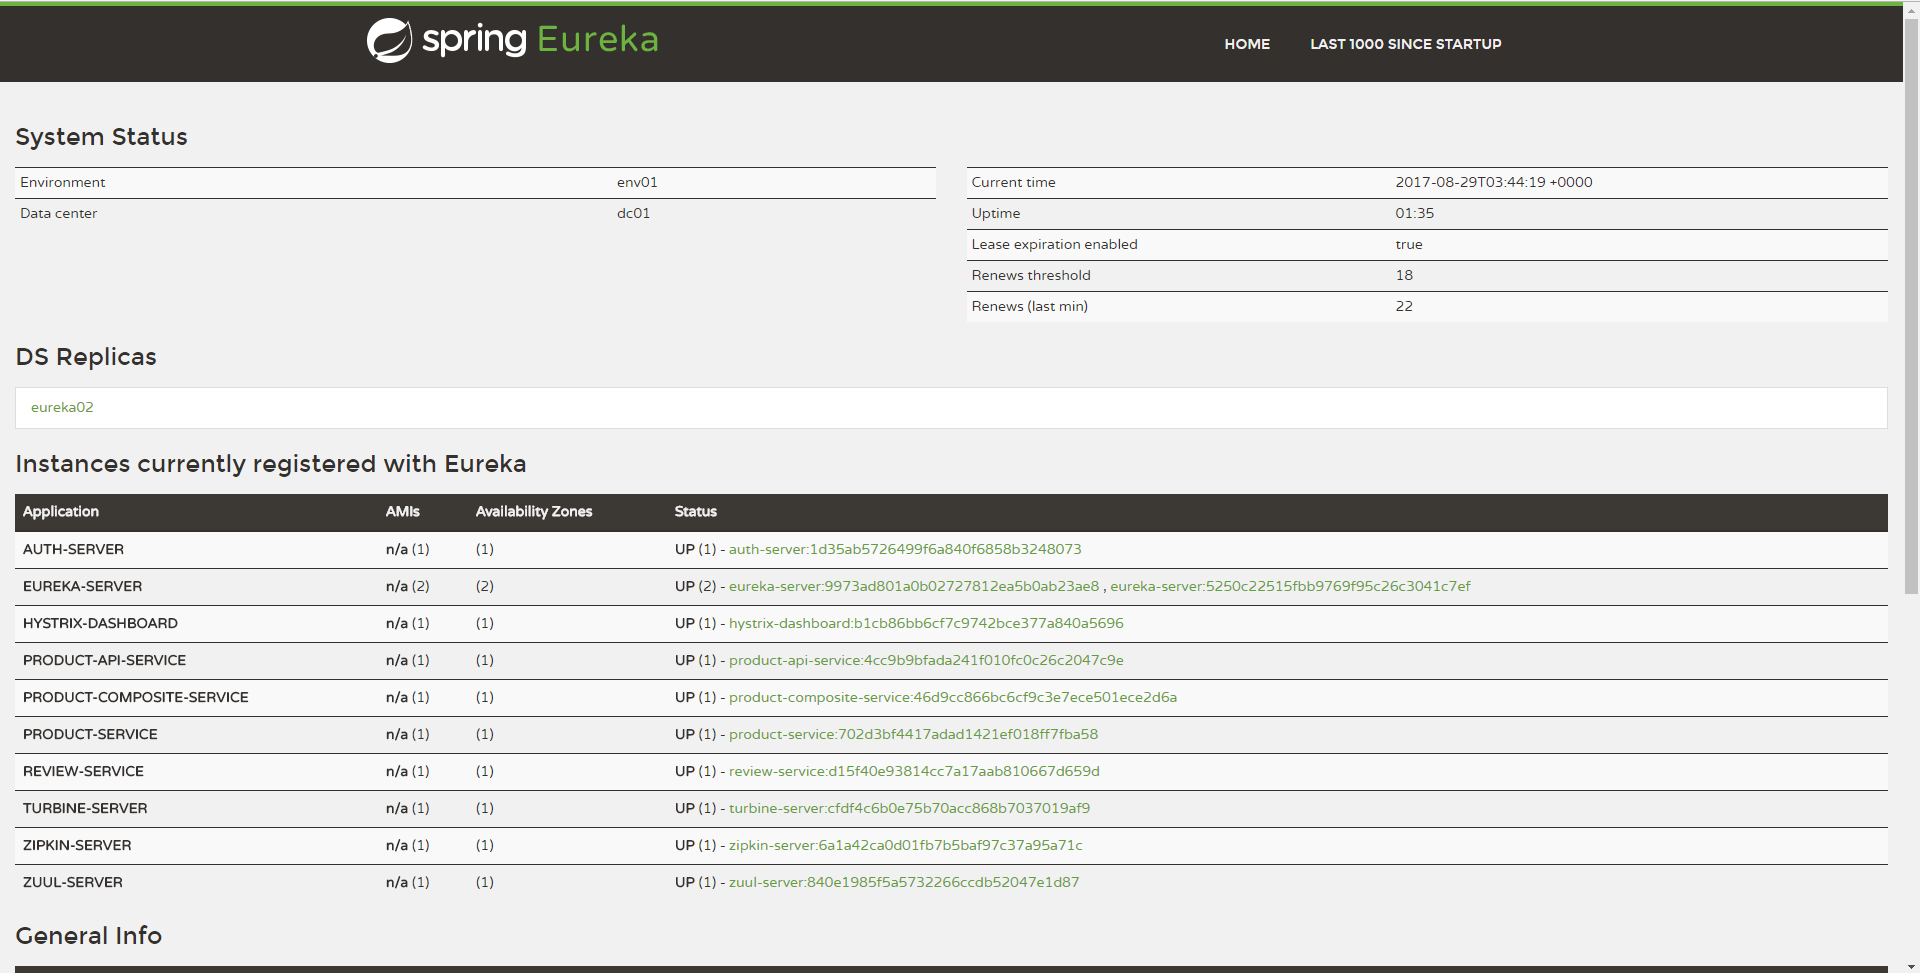 spring Eureka
HOME LAST 1000 SINCE STARTUP
System Status
Environment env01
Data center dc01
Current time 2017-08-29T03:44:19 +0000
Uptime 01:35
Lease expiration enabled true
Renews threshold 18
Renews (last min) 22
DS Replicas
eureka02
Instances currently registered with Eureka
Application AMIs Availability Zones Status
AUTH-SERVER n/a (1) (1) UP (1) - auth-server:1d35ab5726499f6a840f6858b3248073
EUREKA-SERVER n/a (2) (2) UP (2) - eureka-server:9973ad801a0b02727812ea5b0ab23ae8 , eureka-server:5250c22515fbb9769f95c26c3041c7ef
HYSTRIX-DASHBOARD n/a (1) (1) UP (1) - hystrix-dashboard:b1cb86bb6cf7c9742bce377a840a5696
PRODUCT-API-SERVICE n/a (1) (1) UP (1) - product-api-service:4cc9b9bfada241f010fc0c26c2047c9e
PRODUCT-COMPOSITE-SERVICE n/a (1) (1) UP (1) - product-composite-service:46d9cc866bc6cf9c3e7ece501ece2d6a
PRODUCT-SERVICE n/a (1) (1) UP (1) - product-service:702d3bf4417adad1421ef018ff7fba58
REVIEW-SERVICE n/a (1) (1) UP (1) - review-service:d15f40e93814cc7a17aab810667d659d
TURBINE-SERVER n/a (1) (1) UP (1) - turbine-server:cfdf4c6b0e75b70acc868b7037019af9
ZIPKIN-SERVER n/a (1) (1) UP (1) - zipkin-server:6a1a42ca0d01fb7b5baf97c37a95a71c
ZUUL-SERVER n/a (1) (1) UP (1) - zuul-server:840e1985f5a5732266ccdb52047e1d87
General Info